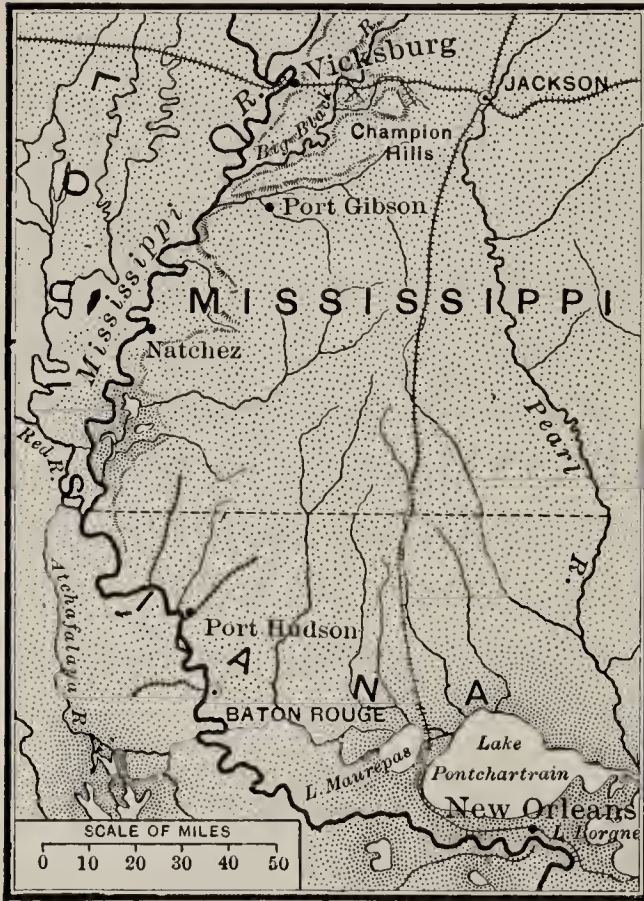 Vicksburg
JACKSON
Big Black R.
Champion
Hills
Port Gibson
Mississippi R.
MISSISSIPPI
LOUISIANA
Natchez
Pearl R.
Red R.
Atchafalaya R.
Port Hudson
BATON ROUGE
L. Maurepas
Lake
Pontchartrain
New Orleans
L. Borgne
SCALE OF MILES
0 10 20 30 40 50